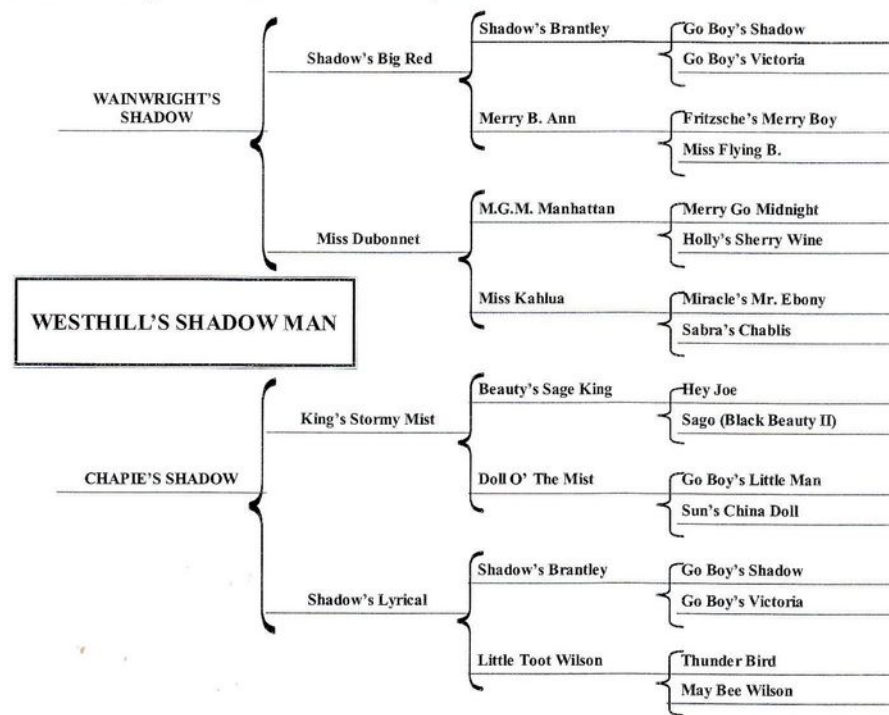 Shadow's Brantley
Go Boy's Shadow
Shadow's Big Red
Go Boy's Victoria
WAINWRIGHT'S
SHADOW
Merry B. Ann
Fritzsche's Merry Boy
Miss Flying B.
M.G.M. Manhattan
Merry Go Midnight
Miss Dubonnet
Holly's Sherry Wine
Miss Kahlua
Miracle's Mr. Ebony
WESTHILL'S SHADOW MAN
Sabra's Chablis
Beauty's Sage King
Hey Joe
King's Stormy Mist
Sago (Black Beauty II)
CHAPIE'S SHADOW
Doll O' The Mist
Go Boy's Little Man
Sun's China Doll
Shadow's Brantley
Go Boy's Shadow
Shadow's Lyrical
Go Boy's Victoria
Little Toot Wilson
Thunder Bird
May Bee Wilson